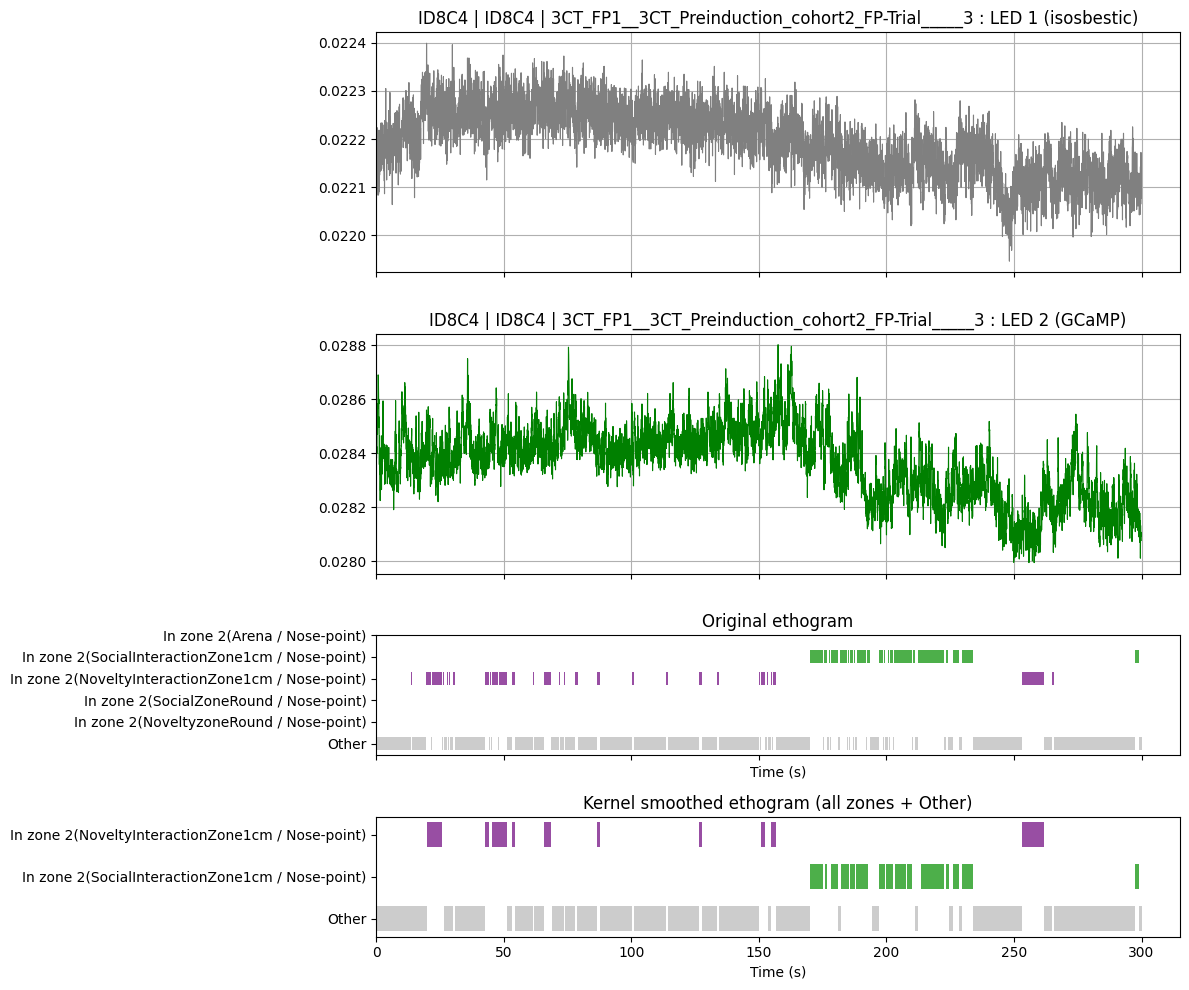 ID8C4 | ID8C4 | 3CT_FP1__3CT_Preinduction_cohort2_FP-Trial_____3 : LED 1 (isosbestic)
0.0224
0.0223
0.0222
0.0221
0.0220
ID8C4 | ID8C4 | 3CT_FP1__3CT_Preinduction_cohort2_FP-Trial_____3 : LED 2 (GCaMP)
0.0288
0.0286
0.0284
0.0282
0.0280
Original ethogram
In zone 2(Arena / Nose-point)
In zone 2(SocialInteractionZone1cm / Nose-point)
In zone 2(NoveltyInteractionZone1cm / Nose-point)
In zone 2(SocialZoneRound / Nose-point)
In zone 2(NoveltyzoneRound / Nose-point)
Other
Time (s)
Kernel smoothed ethogram (all zones + Other)
In zone 2(NoveltyInteractionZone1cm / Nose-point)
In zone 2(SocialInteractionZone1cm / Nose-point)
Other
0 50 100 150 200 250 300
Time (s)